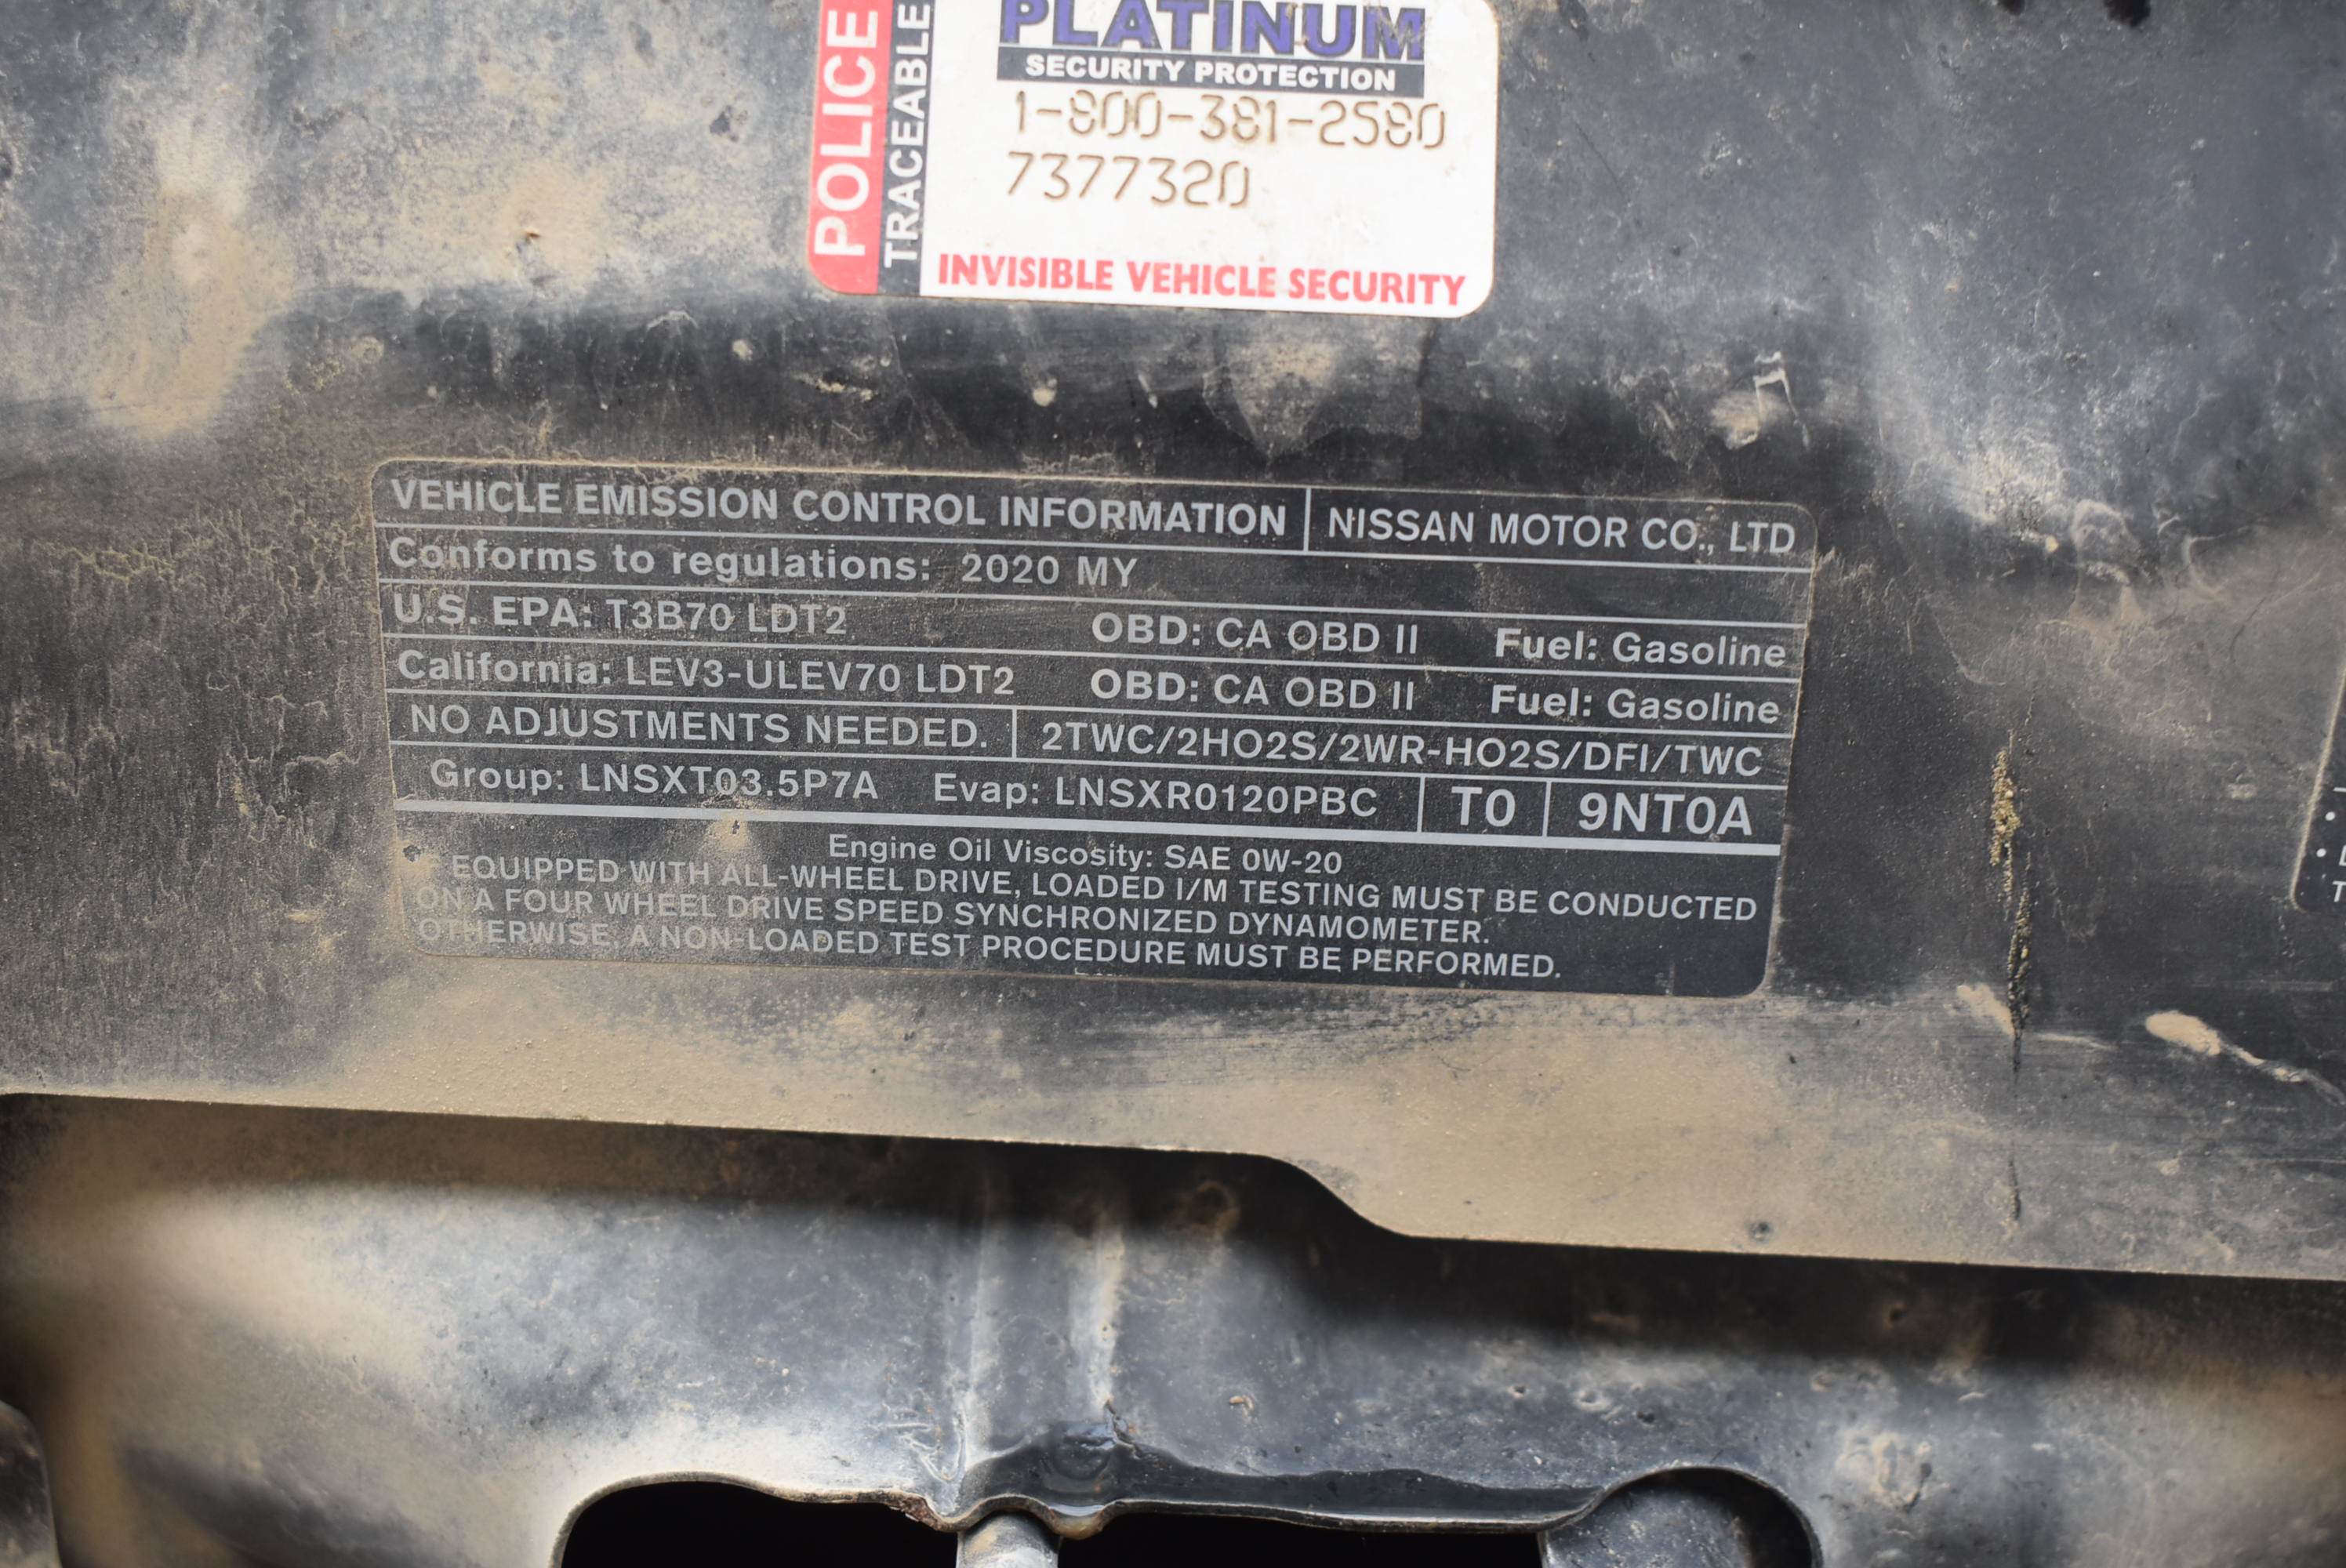 POLICE
TRACEABLE
PLATINUM
SECURITY PROTECTION
1-800-381-2580
7377320
INVISIBLE VEHICLE SECURITY
VEHICLE EMISSION CONTROL INFORMATION NISSAN MOTOR CO., LTD
Conforms to regulations: 2020 MY
U.S. EPA: T3B70 LDT2 OBD: CA OBD II Fuel: Gasoline
California: LEV3-ULEV70 LDT2 OBD: CA OBD II Fuel: Gasoline
NO ADJUSTMENTS NEEDED. 2TWC/2HO2S/2WR-HO2S/DFI/TWC
Group: LNSXT03.5P7A Evap: LNSXR0120PBC T0 9NT0A
Engine Oil Viscosity: SAE 0W-20
EQUIPPED WITH ALL-WHEEL DRIVE, LOADED I/M TESTING MUST BE CONDUCTED
ON A FOUR WHEEL DRIVE SPEED SYNCHRONIZED DYNAMOMETER.
OTHERWISE, A NON-LOADED TEST PROCEDURE MUST BE PERFORMED.